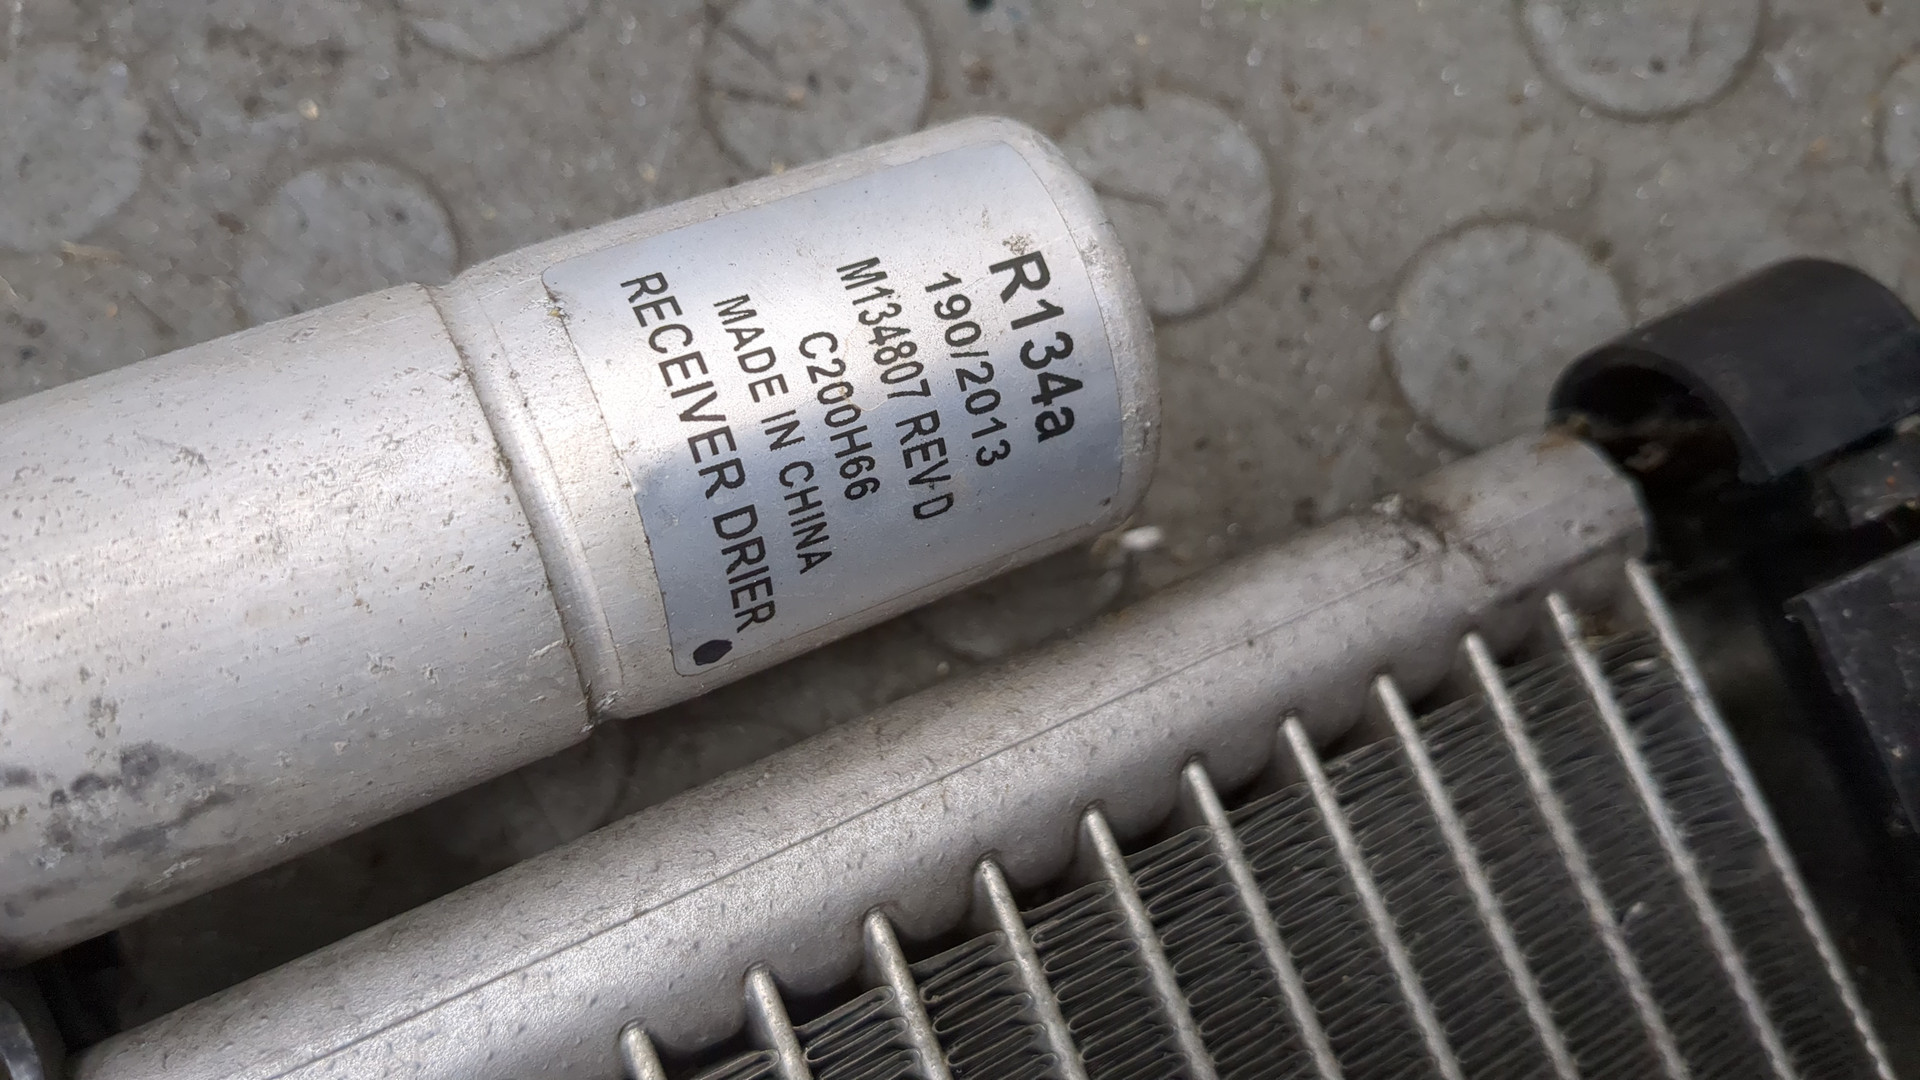 R134a
190/2013
M134807 REV D
C200H66
MADE IN CHINA
RECEIVER DRIER